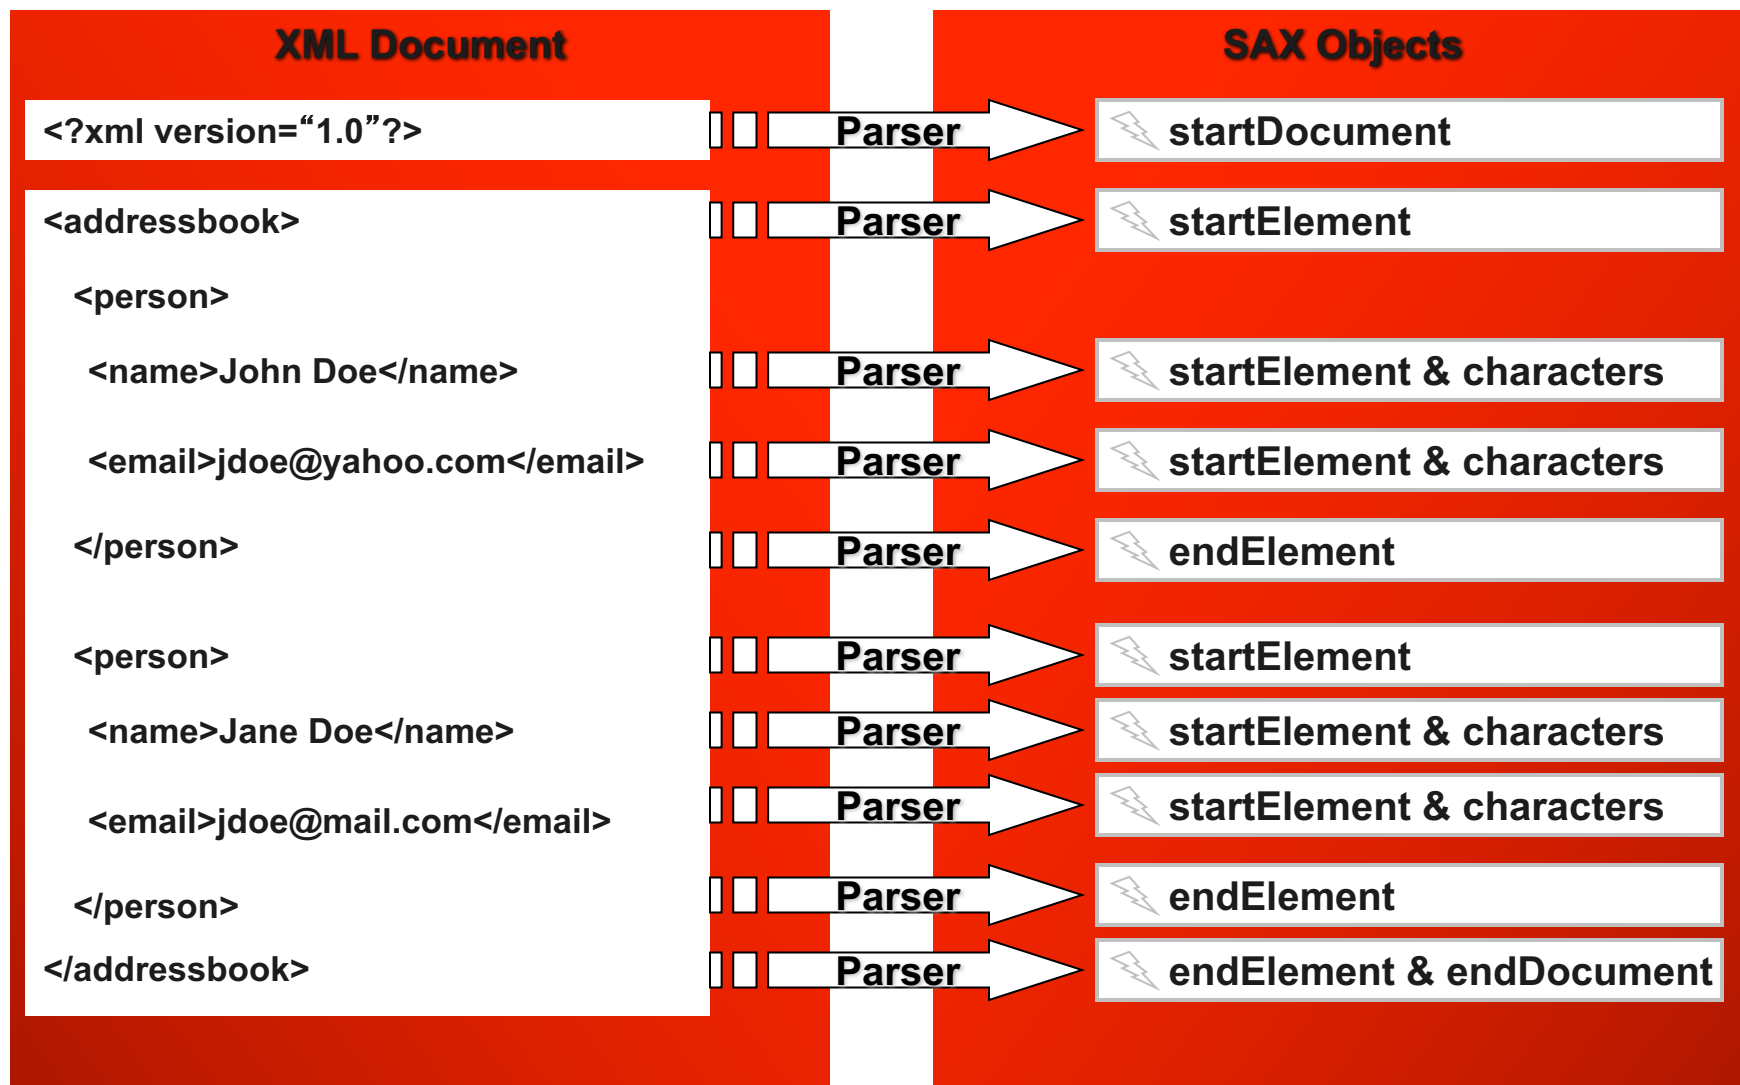 XML Document
SAX Objects
<?xml version=“1.0”?>
Parser
startDocument
<addressbook>
Parser
startElement
<person>
<name>John Doe</name>
Parser
startElement & characters
<email>jdoe@yahoo.com</email>
Parser
startElement & characters
</person>
Parser
endElement
<person>
Parser
startElement
<name>Jane Doe</name>
Parser
startElement & characters
<email>jdoe@mail.com</email>
Parser
startElement & characters
</person>
Parser
endElement
</addressbook>
Parser
endElement & endDocument